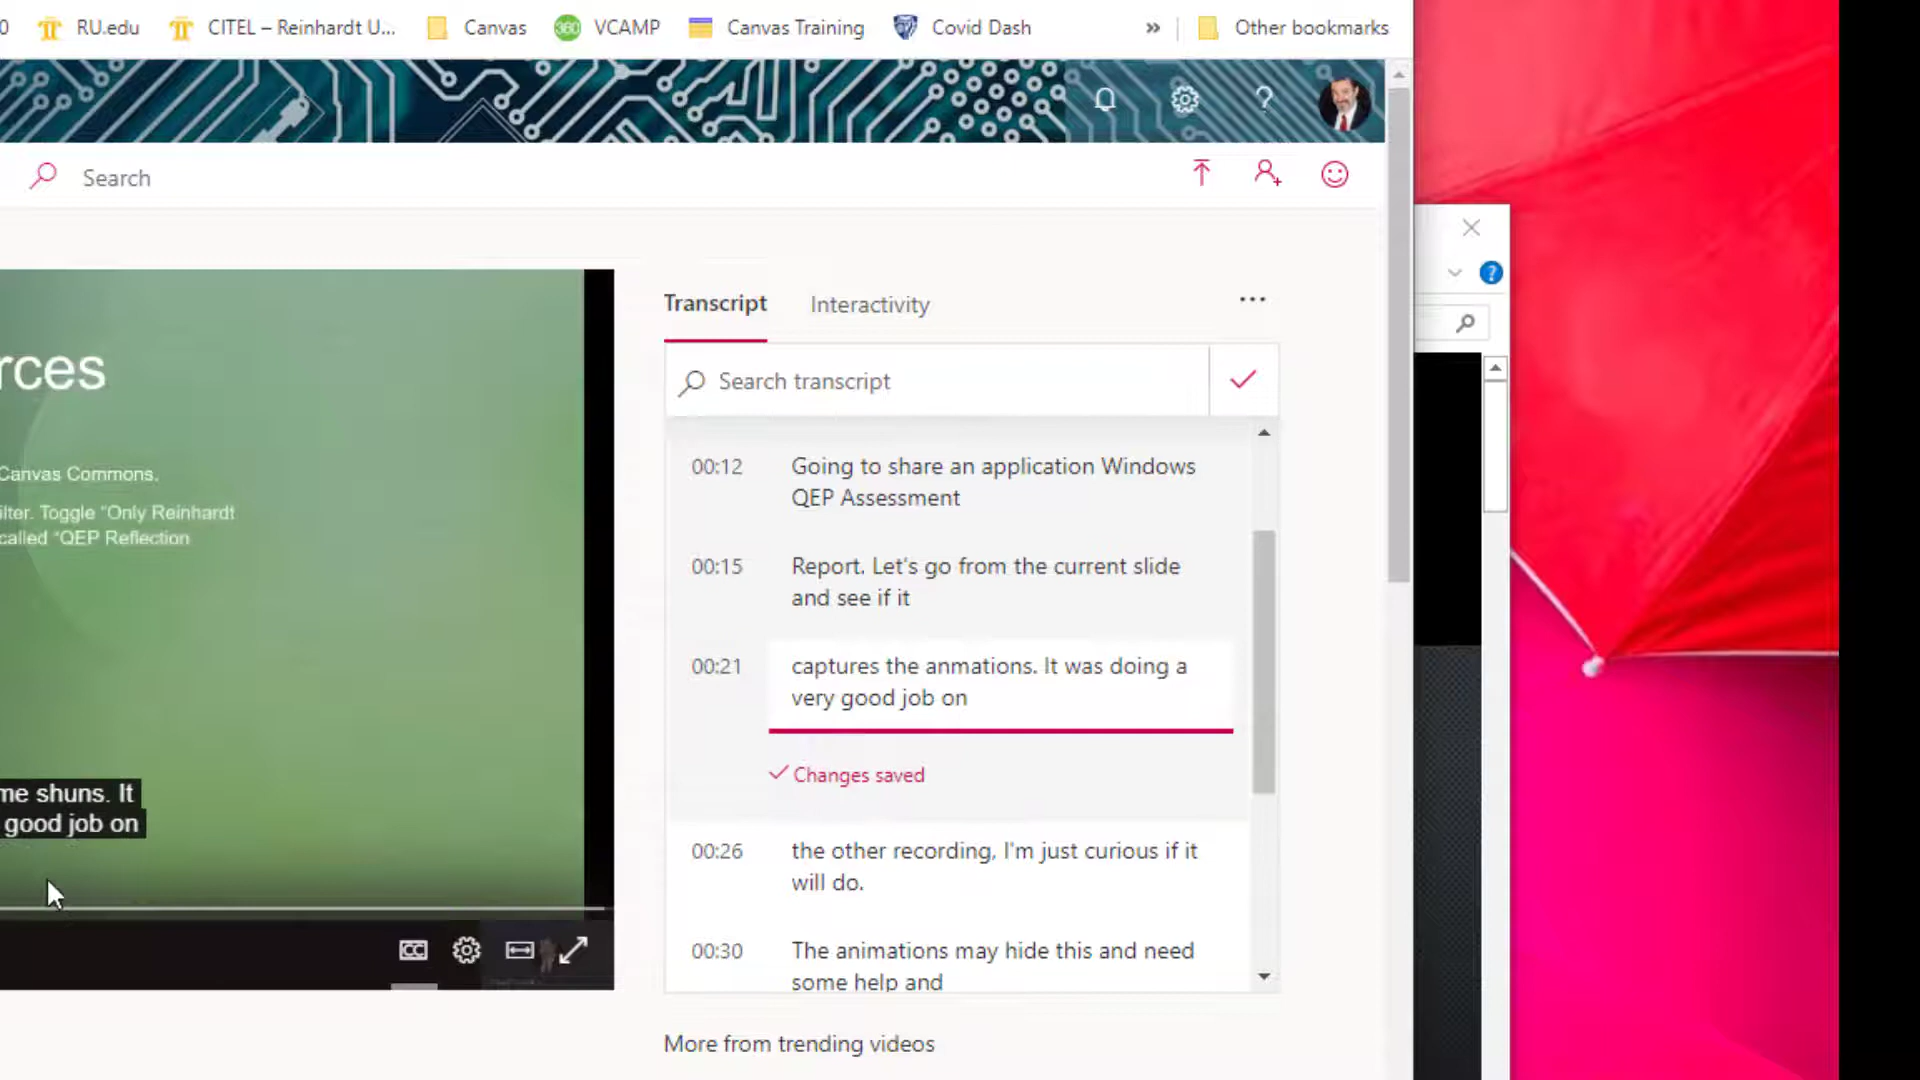 RU.edu
CITEL – Reinhardt U...
Canvas
360
VCAMP
Canvas Training
Covid Dash
»
Other bookmarks
Search
Transcript
Interactivity
...
Search transcript
rces
Canvas Commons.
ilter. Toggle “Only Reinhardt
called “QEP Reflection
00:12
Going to share an application Windows
QEP Assessment
00:15
Report. Let's go from the current slide
and see if it
00:21
captures the anmations. It was doing a
very good job on
Changes saved
me shuns. It
good job on
00:26
the other recording, I'm just curious if it
will do.
00:30
The animations may hide this and need
some help and
CC
More from trending videos